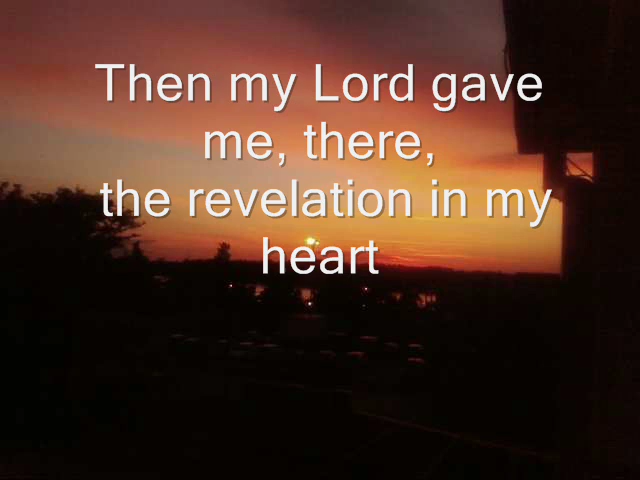 Then my Lord gave
me, there,
the revelation in my
heart